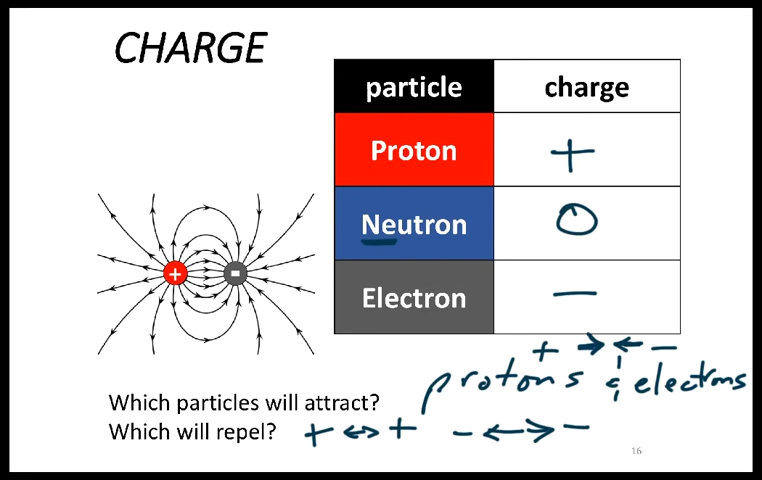 CHARGE
particle charge
Proton +
Neutron 0
Electron −
+ −
+ → ← −
protons & electrons
Which particles will attract?
Which will repel? + ↔ + − ↔ −
16